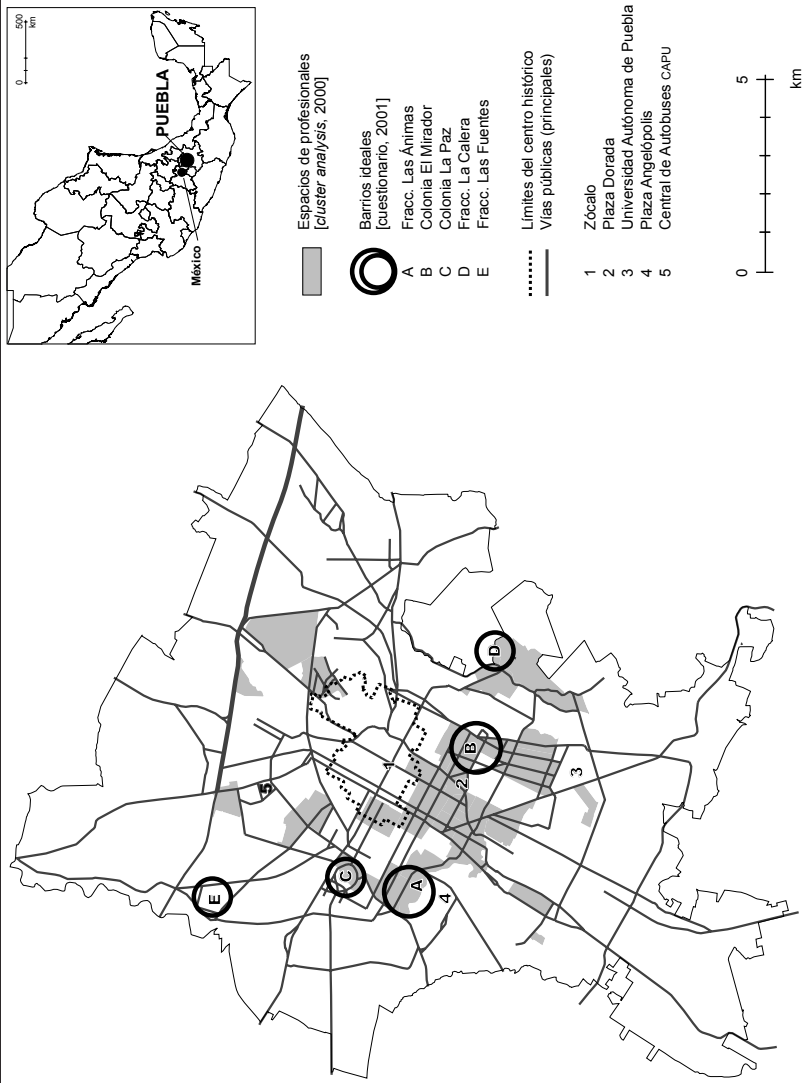 0 500
km
PUEBLA
México
Espacios de profesionales
[cluster analysis, 2000]
Barrios ideales
[cuestionario, 2001]
A Fracc. Las Ánimas
B Colonia El Mirador
C Colonia La Paz
D Fracc. La Calera
E Fracc. Las Fuentes
Límites del centro histórico
Vías públicas (principales)
1 Zócalo
2 Plaza Dorada
3 Universidad Autónoma de Puebla
4 Plaza Angelópolis
5 Central de Autobuses CAPU
0 5
km
E
5
C
1
A
4
2
B
D
3